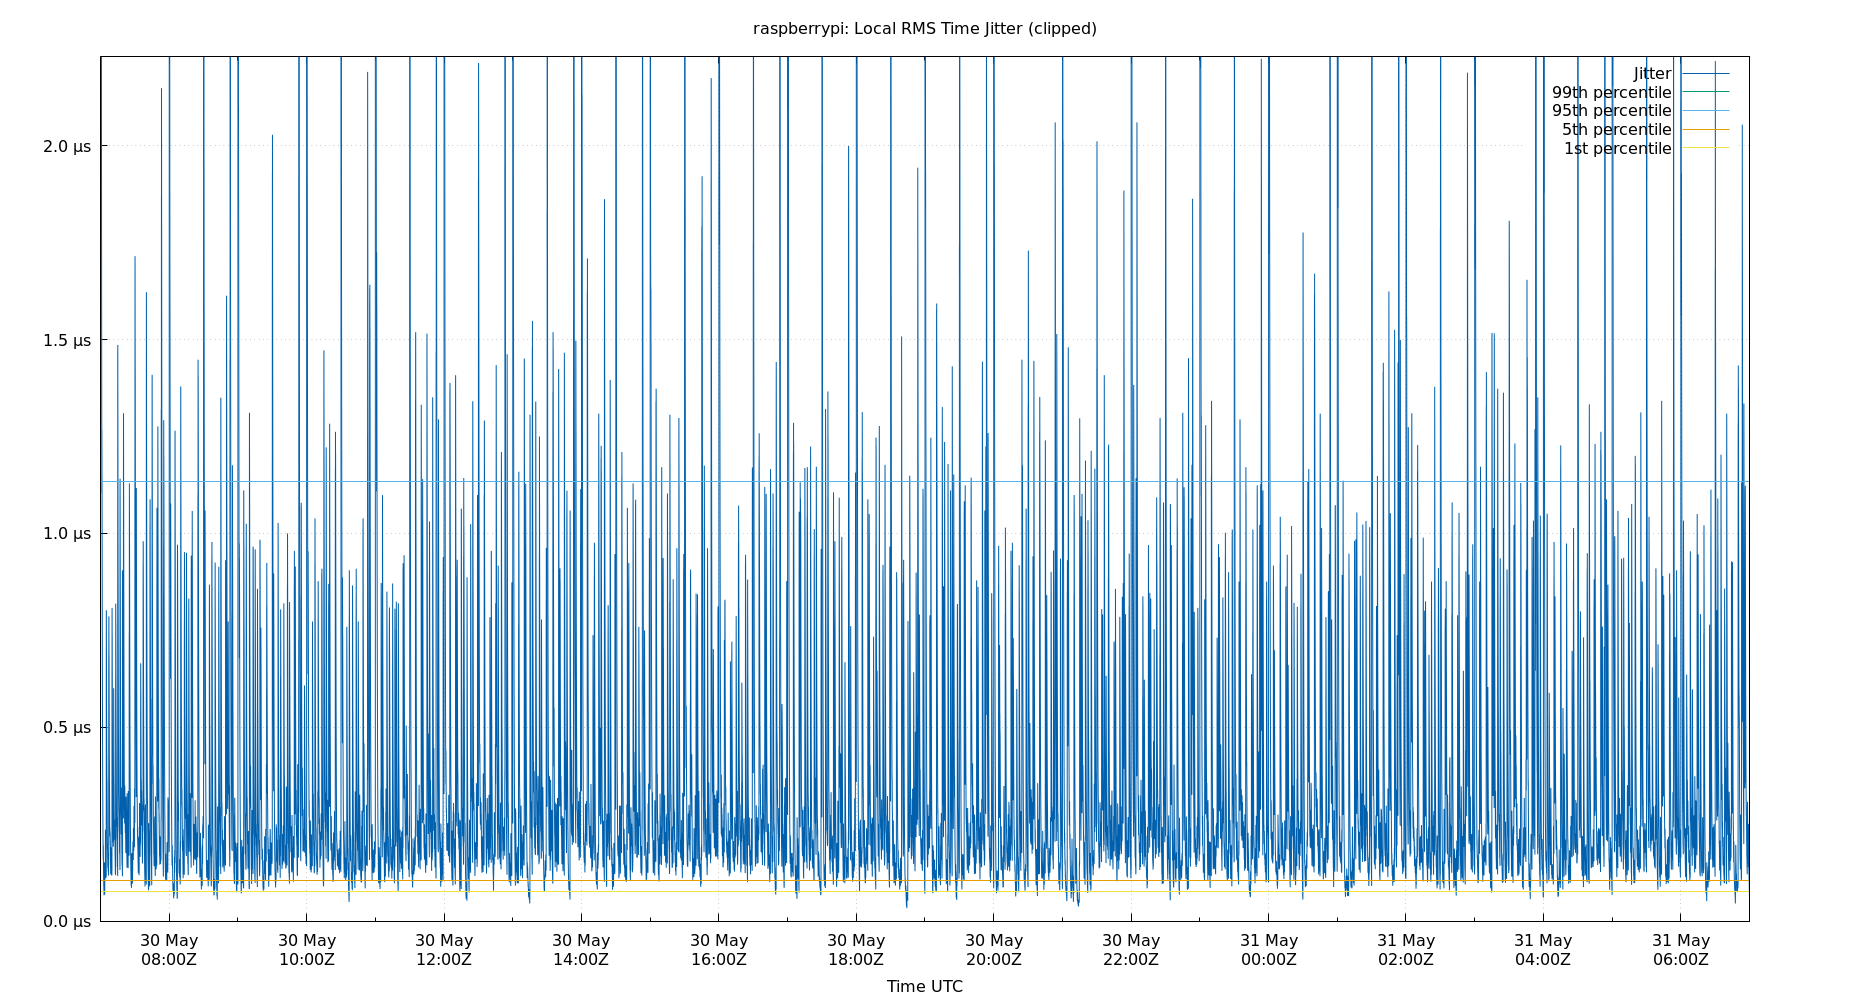 raspberrypi: Local RMS Time Jitter (clipped)
Jitter
99th percentile
95th percentile
5th percentile
1st percentile
2.0 µs
1.5 µs
1.0 µs
0.5 µs
0.0 µs
30 May 30 May 30 May 30 May 30 May 30 May 30 May 30 May 31 May 31 May 31 May 31 May
08:00Z 10:00Z 12:00Z 14:00Z 16:00Z 18:00Z 20:00Z 22:00Z 00:00Z 02:00Z 04:00Z 06:00Z
Time UTC